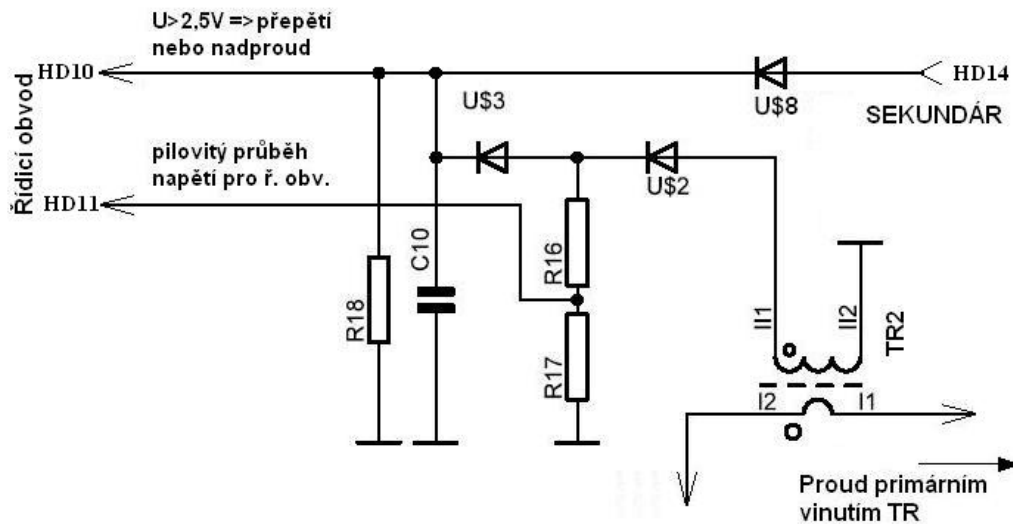 U>2,5V =>přepětí
nebo nadproud
HD10
HD14
U$3
U$8
SEKUNDÁR
Řídicí obvod
pilovitý průběh
napětí pro ř. obv.
U$2
HD11
C10
R16
R18
R17
II1
II2
TR2
I2
I1
Proud primárním
vinutím TR